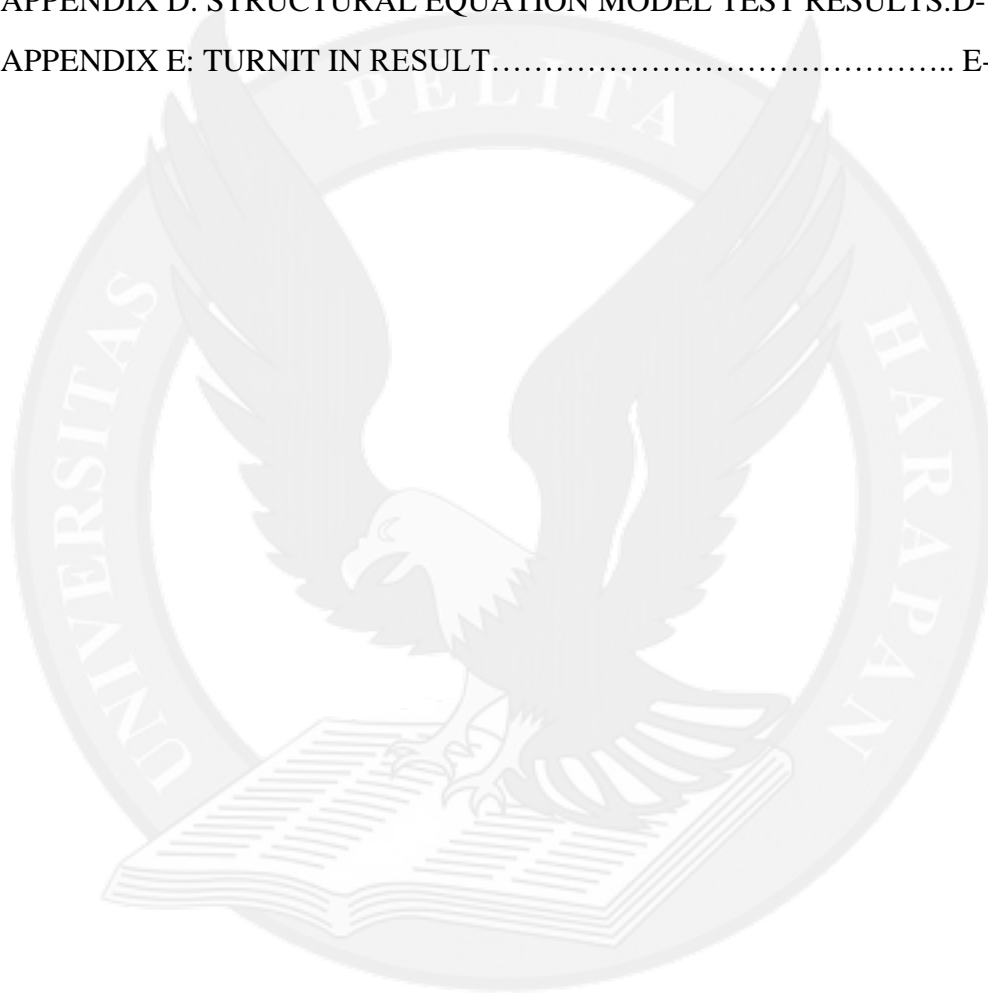 APPENDIX D: STRUCTURAL EQUATION MODEL TEST RESULTS.D-
APPENDIX E: TURNIT IN RESULT…………………………………….. E-
UNIVERSITAS PELITA HARAPAN